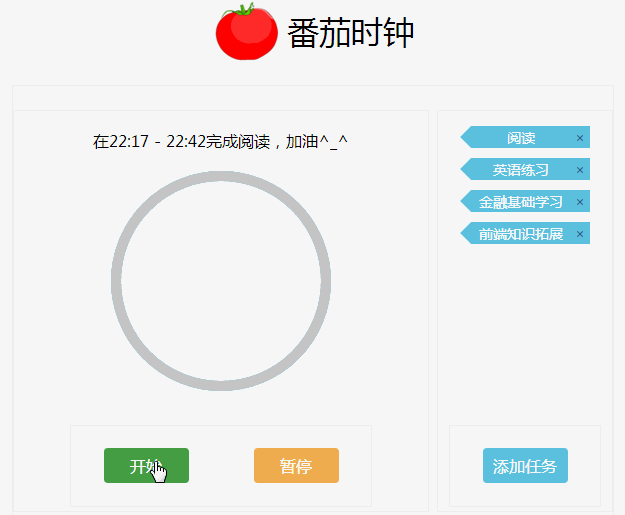 番茄时钟
在22:17 - 22:42完成阅读，加油^_^
阅读 ×
英语练习 ×
金融基础学习 ×
前端知识拓展 ×
开始
暂停
添加任务